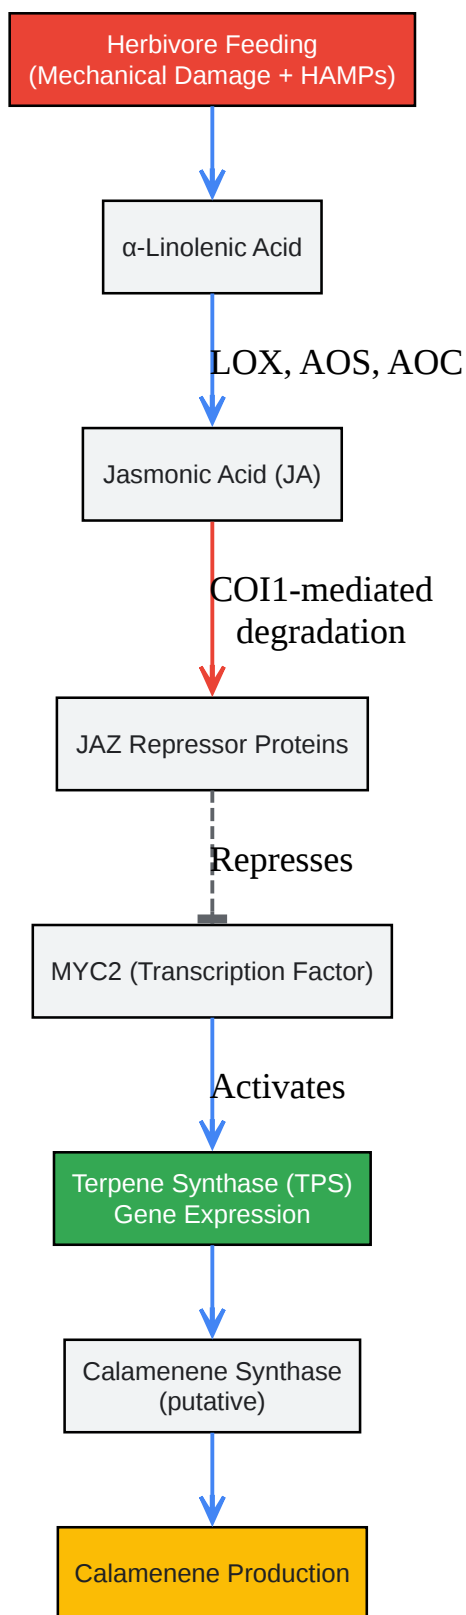 Herbivore Feeding
(Mechanical Damage + HAMPs)
α-Linolenic Acid
LOX, AOS, AOC
Jasmonic Acid (JA)
COI1-mediated
degradation
JAZ Repressor Proteins
Represses
MYC2 (Transcription Factor)
Activates
Terpene Synthase (TPS)
Gene Expression
Calamenene Synthase
(putative)
Calamenene Production